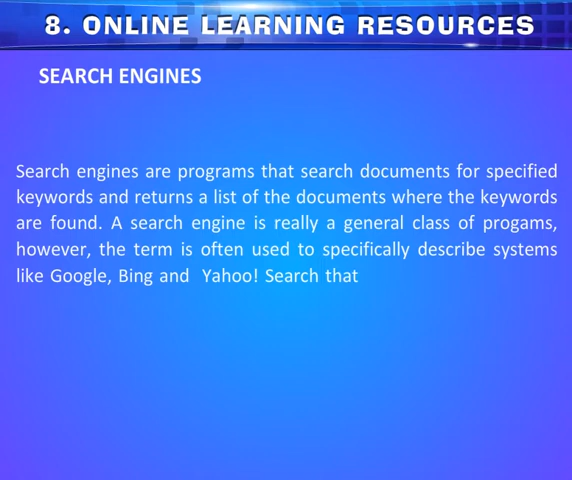 8. ONLINE LEARNING RESOURCES
SEARCH ENGINES
Search engines are programs that search documents for specified
keywords and returns a list of the documents where the keywords
are found. A search engine is really a general class of progams,
however, the term is often used to specifically describe systems
like Google, Bing and  Yahoo! Search that